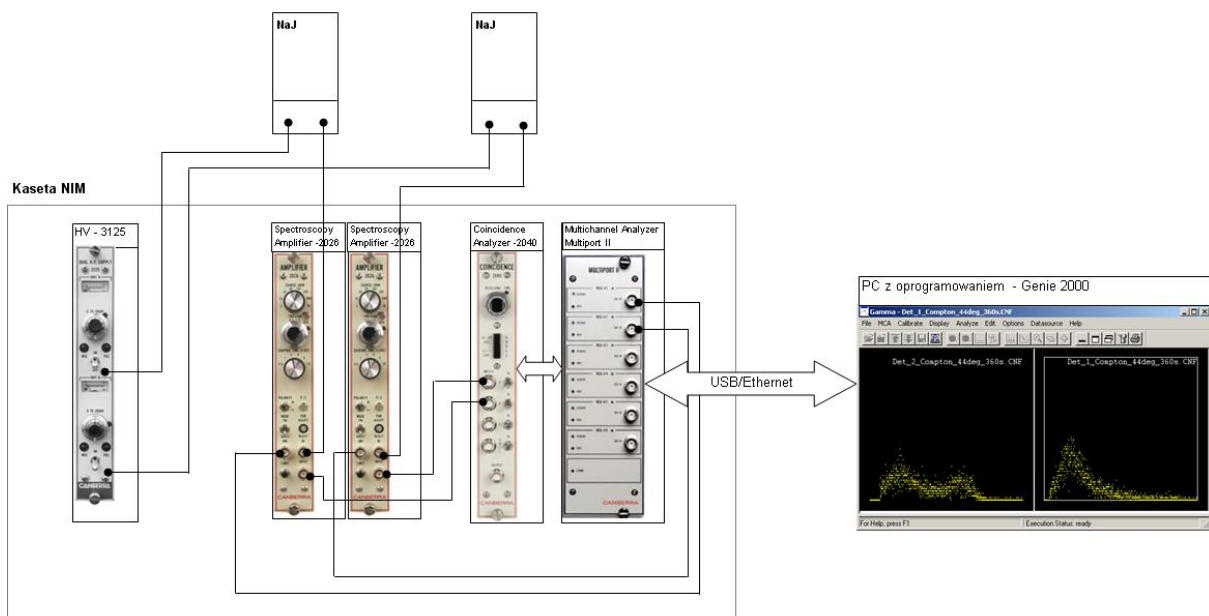 NaJ
NaJ
Kaseta NIM
HV - 3125
Spectroscopy
Amplifier -2026
Spectroscopy
Amplifier -2026
Coincidence
Analyzer -2040
Multichannel Analyzer
Multiport II
AMPLIFIER
2026
AMPLIFIER
2026
COINCIDENCE
2040
MULTIPORT II
CANBERRA
CANBERRA
CANBERRA
CANBERRA
CANBERRA
USB/Ethernet
PC z oprogramowaniem - Genie 2000
Gamma - Det_1_Compton_44deg_360s.CNF
File MCA Calibrate Display Analyze Edit Options Datasource Help
Det_2_Compton_44deg_360s.CNF
Det_1_Compton_44deg_360s.CNF
For Help, press F1
Execution Status: ready